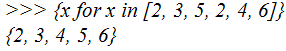 >>> {x for x in [2, 3, 5, 2, 4, 6]}
{2, 3, 4, 5, 6}